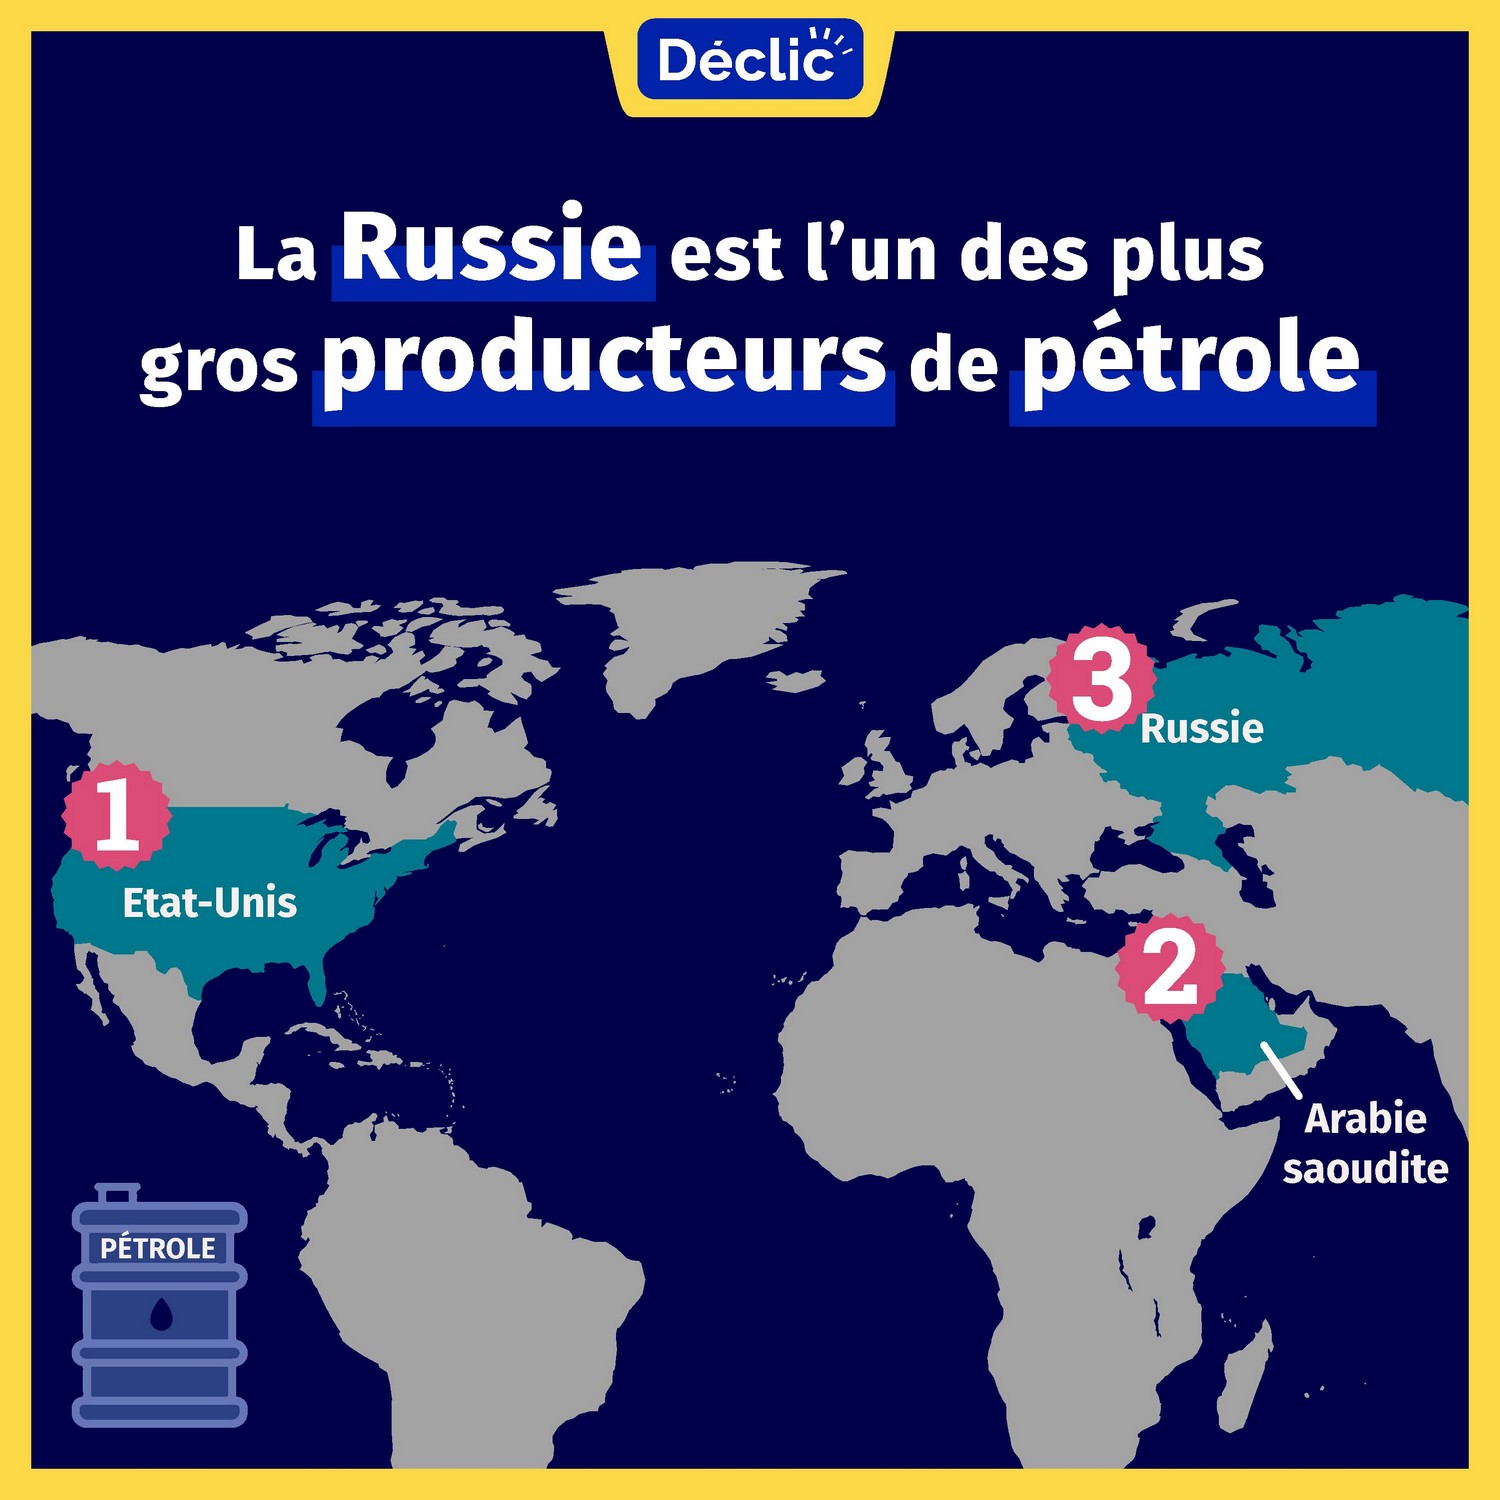 Déclic
La Russie est l’un des plus
gros producteurs de pétrole
3
Russie
1
Etat-Unis
2
Arabie
saoudite
PÉTROLE